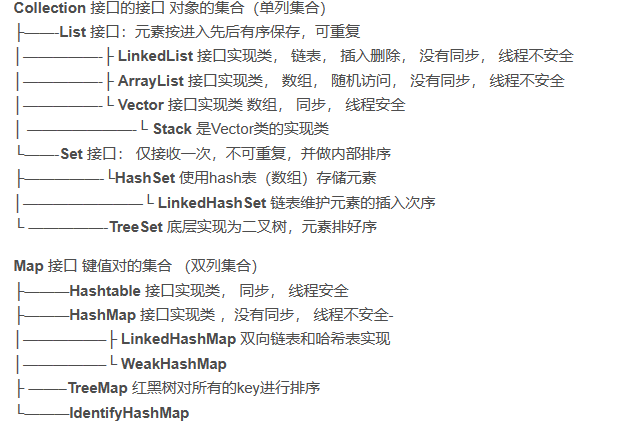 Collection 接口的接口 对象的集合（单列集合）
├——-List 接口：元素按进入先后有序保存，可重复
│—————-├ LinkedList 接口实现类， 链表， 插入删除， 没有同步， 线程不安全
│—————-├ ArrayList 接口实现类， 数组， 随机访问， 没有同步， 线程不安全
│—————-└ Vector 接口实现类 数组， 同步， 线程安全
│ ———————-└ Stack 是Vector类的实现类
└——-Set 接口： 仅接收一次，不可重复，并做内部排序
├—————-└HashSet 使用hash表（数组）存储元素
│————————└ LinkedHashSet 链表维护元素的插入次序
└ —————-TreeSet 底层实现为二叉树，元素排好序
Map 接口 键值对的集合 （双列集合）
├———Hashtable 接口实现类， 同步， 线程安全
├———HashMap 接口实现类 ，没有同步， 线程不安全-
│—————–├ LinkedHashMap 双向链表和哈希表实现
│—————–└ WeakHashMap
├ ——–TreeMap 红黑树对所有的key进行排序
└———IdentifyHashMap